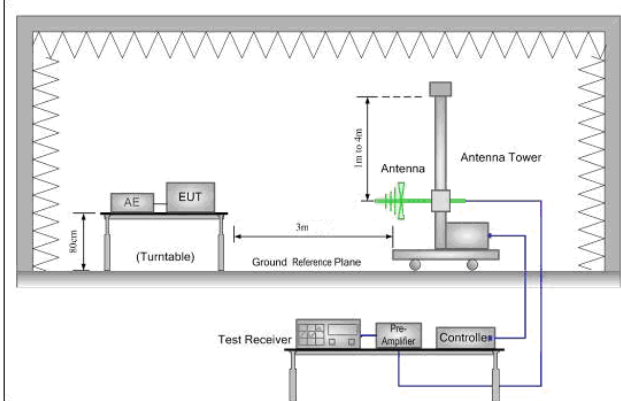 1m to 4m
Antenna
Antenna Tower
AE
EUT
80cm
3m
(Turntable)
Ground Reference Plane
Test Receiver
Pre-
Amplifier
Controller